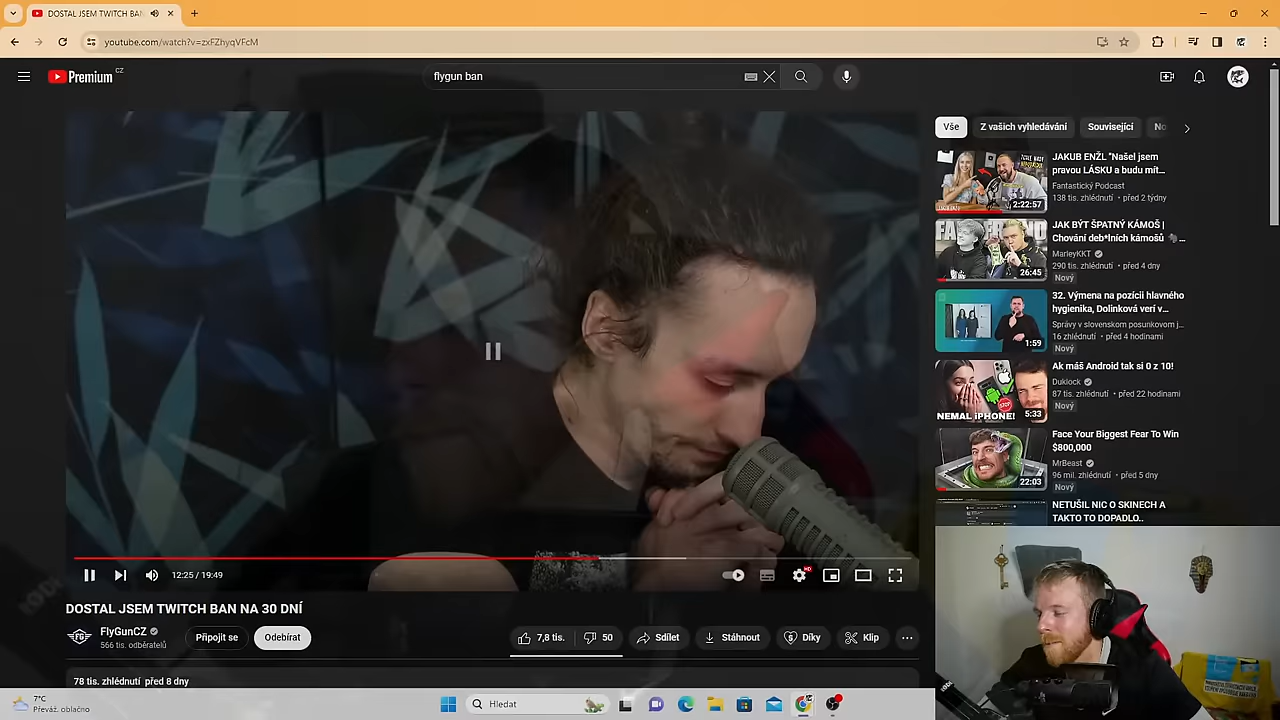 DOSTAL JSEM TWITCH BAN
youtube.com/watch?v=zxFZhyqVFcM
Premium CZ
flygun ban
Vše
Z vašich vyhledávání
Související
JAKUB ENŽL "Našel jsem
pravou LÁSKU a budu mít...
Fantastický Podcast
138 tis. zhlédnutí • před 2 týdny
2:22:57
JAK BÝT ŠPATNÝ KÁMOŠ |
Chování deb*lních kámošů
MarleyKKT
290 tis. zhlédnutí • před 4 dny
Nový
26:45
32. Výmena na pozícii hlavného
hygienika, Dolinková verí v...
Správy v slovenskom posunkovom j...
16 zhlédnutí • před 4 hodinami
Nový
1:59
Ak máš Android tak si 0 z 10!
Duklock
87 tis. zhlédnutí • před 22 hodinami
Nový
NEMAL iPHONE!
5:33
Face Your Biggest Fear To Win
$800,000
MrBeast
96 mil. zhlédnutí • před 5 dny
Nový
22:03
NETUŠIL NIC O SKINECH A
TAKTO TO DOPADLO..
12:25 / 19:49
HD
DOSTAL JSEM TWITCH BAN NA 30 DNÍ
FlyGunCZ
566 tis. odběratelů
Připojit se
Odebírat
7,8 tis.
50
Sdílet
Stáhnout
Díky
Klip
78 tis. zhlédnutí před 8 dny
7°C
Převáž. oblačno
Hledat